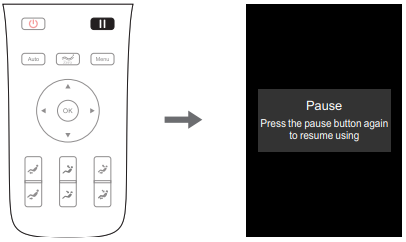 Auto
Menu
OK
Pause
Press the pause button again
to resume using